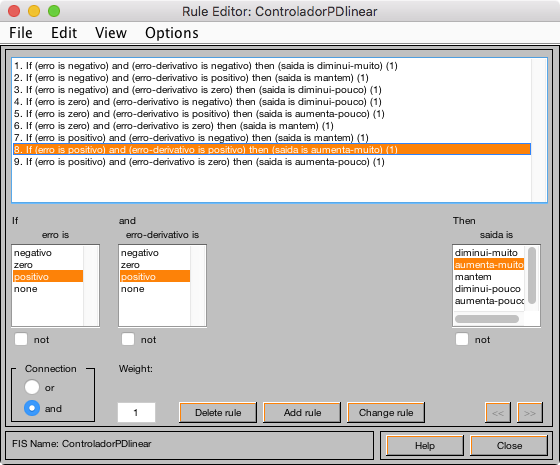 Rule Editor: ControladorPDlinear
File Edit View Options
1. If (erro is negativo) and (erro-derivativo is negativo) then (saida is diminui-muito) (1)
2. If (erro is negativo) and (erro-derivativo is positivo) then (saida is mantem) (1)
3. If (erro is negativo) and (erro-derivativo is zero) then (saida is diminui-pouco) (1)
4. If (erro is zero) and (erro-derivativo is negativo) then (saida is diminui-pouco) (1)
5. If (erro is zero) and (erro-derivativo is positivo) then (saida is aumenta-pouco) (1)
6. If (erro is zero) and (erro-derivativo is zero) then (saida is mantem) (1)
7. If (erro is positivo) and (erro-derivativo is negativo) then (saida is mantem) (1)
8. If (erro is positivo) and (erro-derivativo is positivo) then (saida is aumenta-muito) (1)
9. If (erro is positivo) and (erro-derivativo is zero) then (saida is aumenta-pouco) (1)
If and Then
erro is erro-derivativo is saida is
negativo negativo diminui-muito
zero zero aumenta-muito
positivo positivo mantem
none none diminui-pouco
aumenta-pouco
not not not
Connection Weight:
or
and 1 Delete rule Add rule Change rule << >>
FIS Name: ControladorPDlinear Help Close